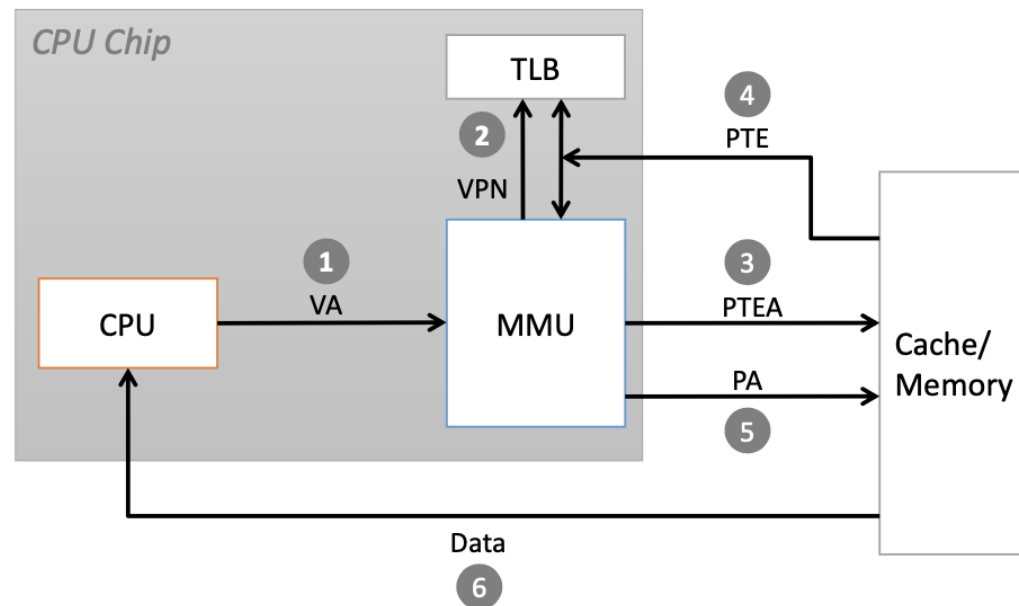 CPU Chip
TLB
4
PTE
2
VPN
1
VA
CPU
MMU
3
PTEA
Cache/
Memory
PA
5
Data
6